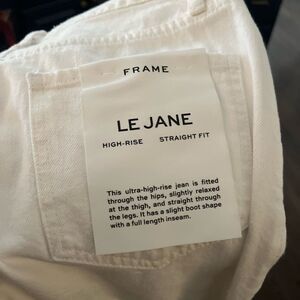 FRAME
LE JANE
HIGH-RISE STRAIGHT FIT
This ultra-high-rise jean is fitted
through the hips, slightly relaxed
at the thigh, and straight through
the legs. It has a slight boot shape
with a full length inseam.